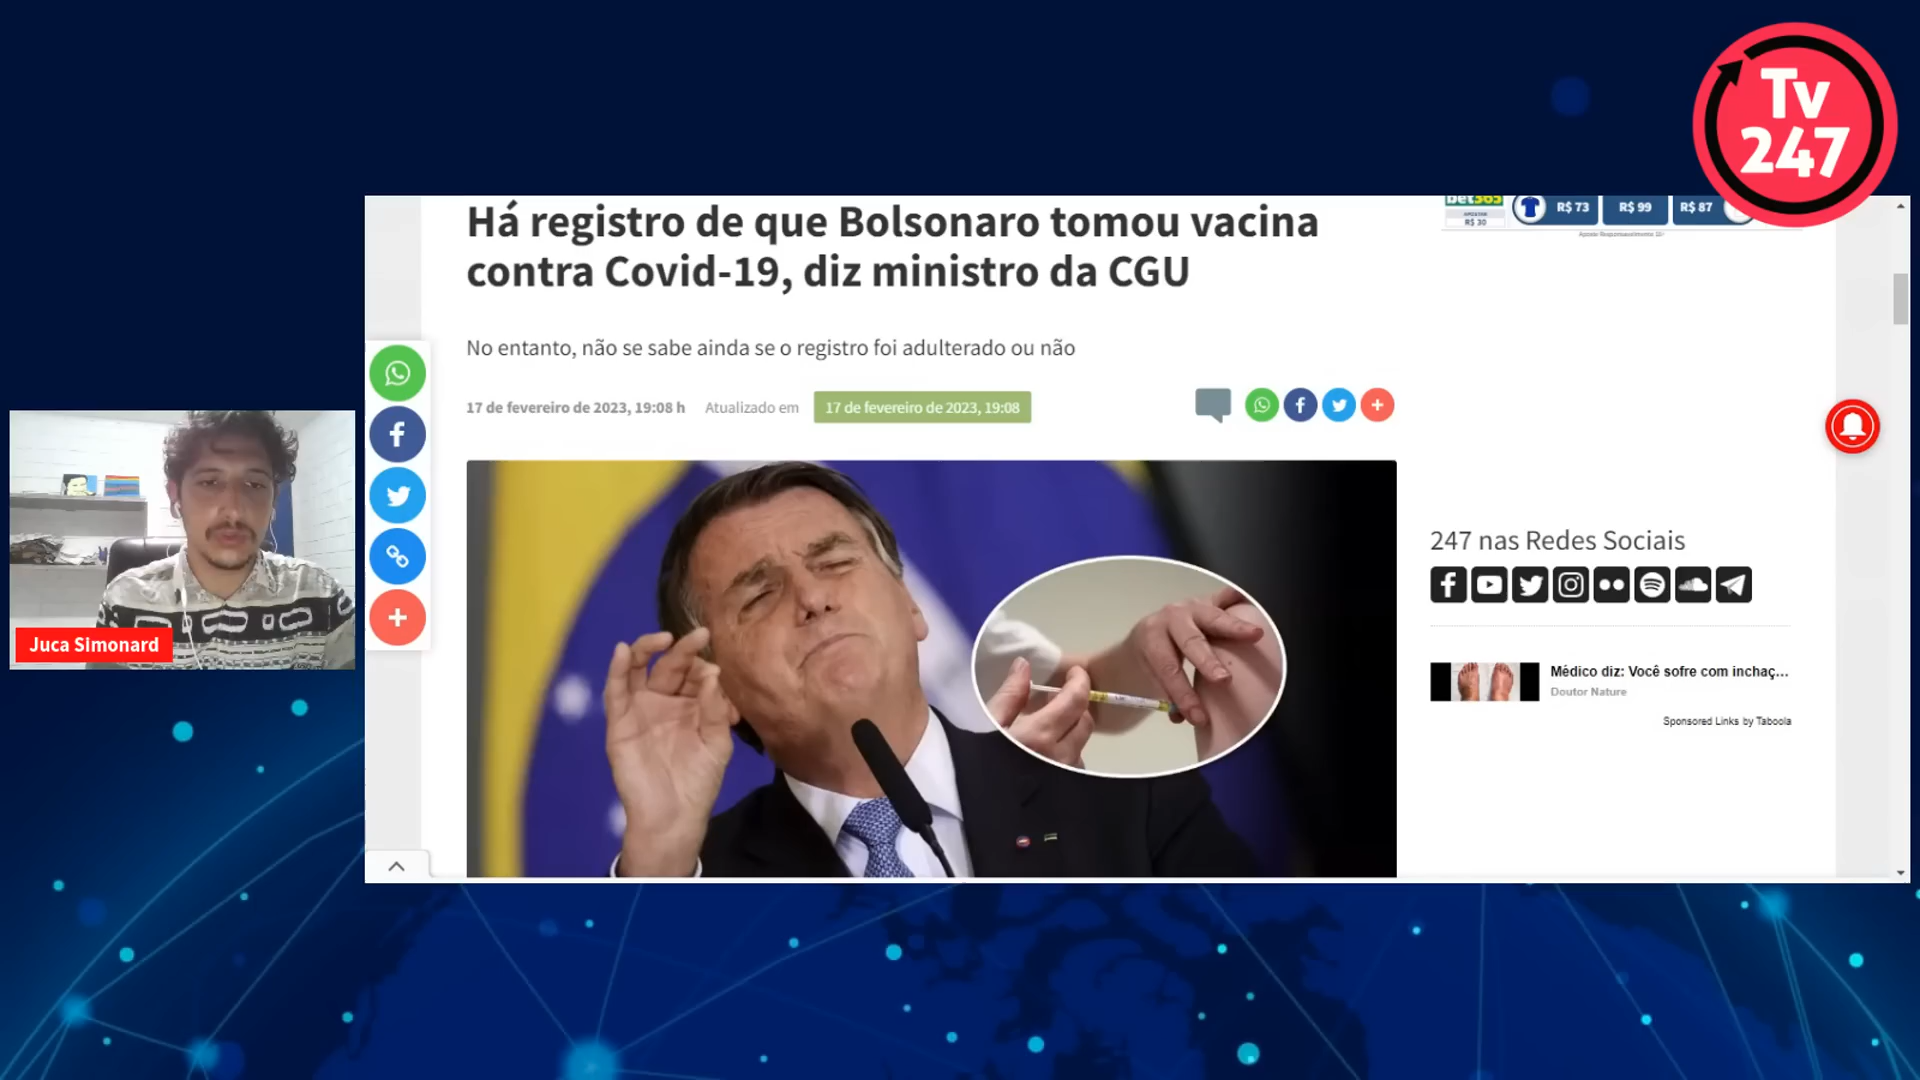 Tv
247
bet365
R$ 30
R$ 73
R$ 99
R$ 87
Há registro de que Bolsonaro tomou vacina
contra Covid-19, diz ministro da CGU
No entanto, não se sabe ainda se o registro foi adulterado ou não
17 de fevereiro de 2023, 19:08 h Atualizado em 17 de fevereiro de 2023, 19:08
Juca Simonard
247 nas Redes Sociais
Médico diz: Você sofre com inchaç...
Doutor Nature
Sponsored Links by Taboola